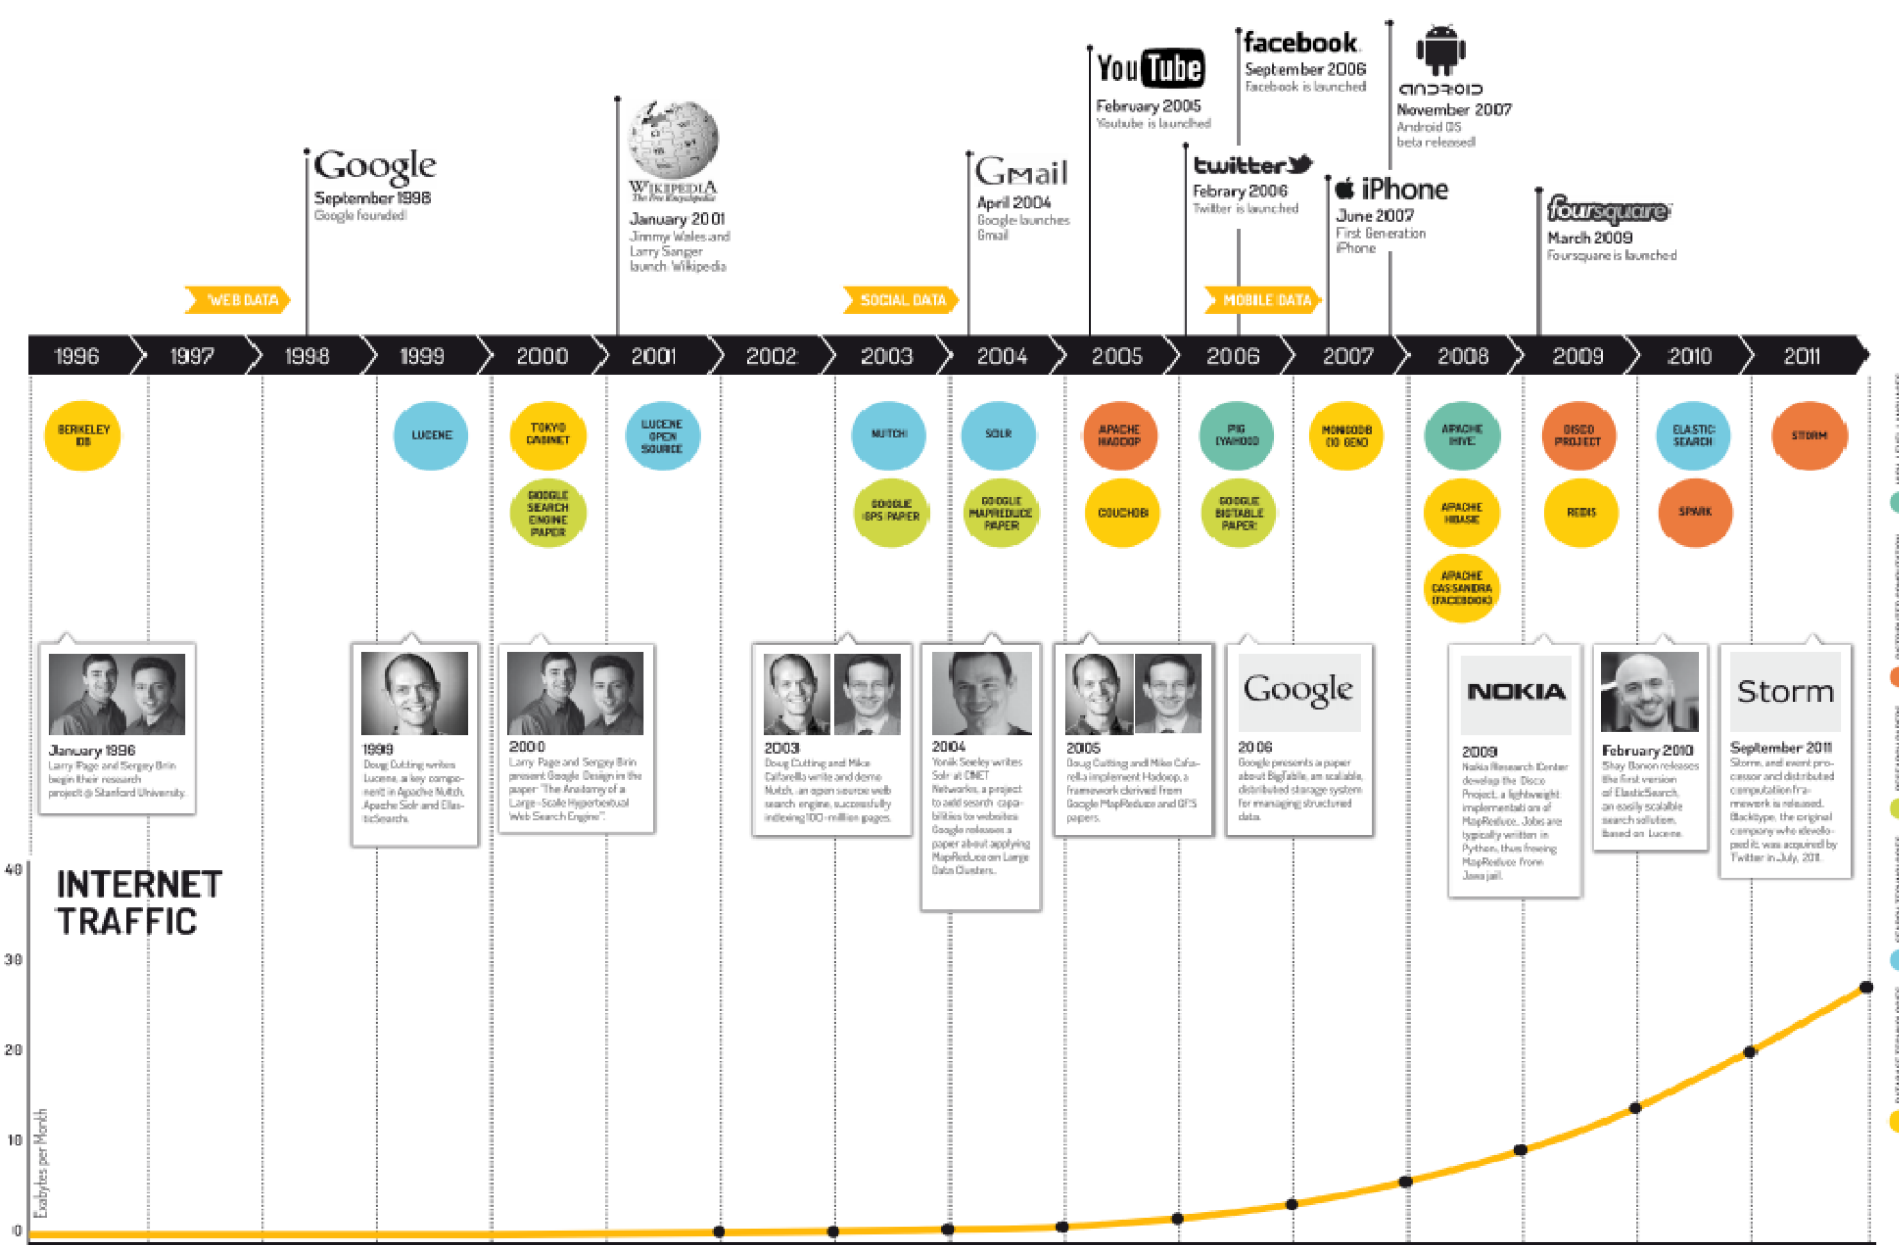 facebook.
September 2006
Facebook is launched
YouTube
February 2005
Youtube is launched
ANDROID
November 2007
Android OS
beta released
Google
September 1998
Google founded
WIKIPEDIA
The Free Encyclopedia
January 2001
Jimmy Wales and
Larry Sanger
launch Wikipedia
Gmail
April 2004
Google launches
Gmail
twitter
Febrary 2006
Twitter is launched
iPhone
June 2007
First Generation
iPhone
foursquare
March 2009
Foursquare is launched
WEB DATA
SOCIAL DATA
MOBILE DATA
1996
1997
1998
1999
2000
2001
2002
2003
2004
2005
2006
2007
2008
2009
2010
2011
BERKELEY
DB
LUCENE
TOKYO
CABINET
LUCENE
OPEN
SOURCE
NUTCH
SOLR
APACHE
HADOOP
PIG
(YAHOO)
MONGODB
(10 GEN)
APACHE
HIVE
DISCO
PROJECT
ELASTIC
SEARCH
STORM
GOOGLE
SEARCH
ENGINE
PAPER
GOOGLE
GPS PAPER
GOOGLE
MAPREDUCE
PAPER
COUCHDB
GOOGLE
BIGTABLE
PAPER
APACHE
HBASE
REDIS
SPARK
APACHE
CASSANDRA
(FACEBOOK)
January 1996
Larry Page and Sergey Brin
begin their research
project @ Stanford University.
1999
Doug Cutting writes
Lucene, a key compo-
nent in Apache Nutch,
Apache Solr and Elas-
ticSearch.
2000
Larry Page and Sergey Brin
present Google Design in the
paper "The Anatomy of a
Large-Scale Hypertextual
Web Search Engine".
2003
Doug Cutting and Mike
Cafarella write and demo
Nutch, an open source web
search engine, successfully
indexing 100-million pages.
2004
Yonik Seeley writes
Solr at CNET
Networks, a project
to add search capa-
bilities to websites
Google releases a
paper about applying
MapReduce on Large
Data Clusters.
2005
Doug Cutting and Mike Cafa-
rella implement Hadoop, a
framework derived from
Google MapReduce and GFS
papers.
Google
2006
Google presents a paper
about BigTable, an scalable,
distributed storage system
for managing structured
data.
NOKIA
2009
Nokia Research Center
develop the Disco
Project, a lightweight
implementation of
MapReduce. Jobs are
typically written in
Python, thus freeing
MapReduce from
Java jail.
February 2010
Shay Banon releases
the first version
of ElasticSearch,
an easily scalable
search solution,
based on Lucene.
Storm
September 2011
Storm, and event pro-
cessor and distributed
computation fra-
mework is released.
Backtype, the original
company who develo-
ped it, was acquired by
Twitter in July, 2011.
INTERNET
TRAFFIC
40
30
20
10
0
Exabytes per Month